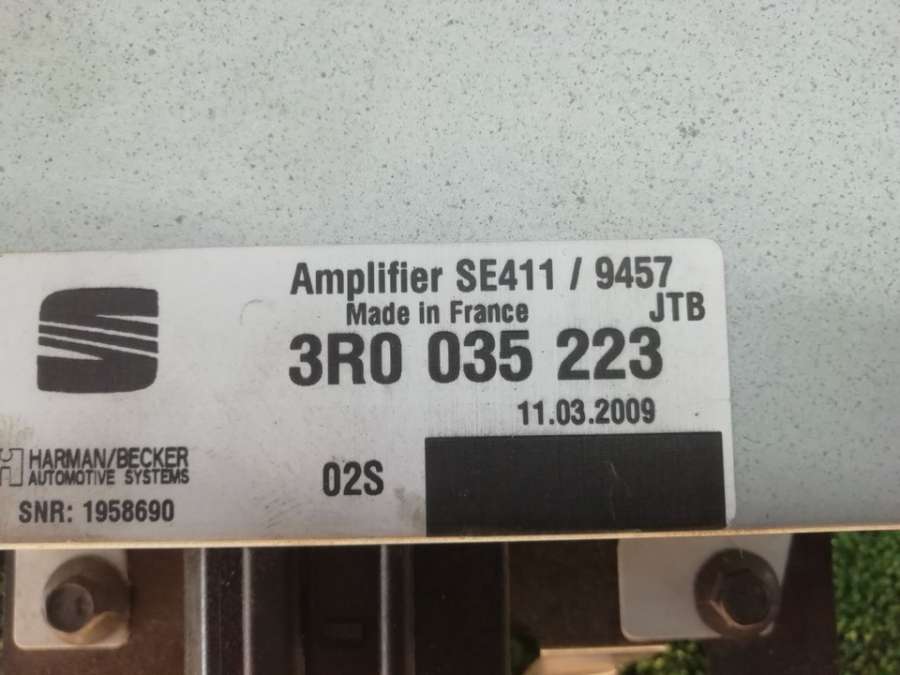 Amplifier SE411 / 9457
Made in France JTB
3R0 035 223
11.03.2009
HARMAN/BECKER
AUTOMOTIVE SYSTEMS
02S
SNR: 1958690